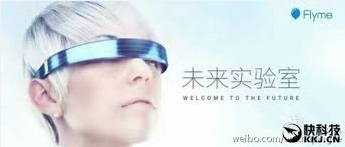 Flyme
未来实验室
WELCOME TO THE FUTURE
weibo.com/
快科技
KKJ.CN